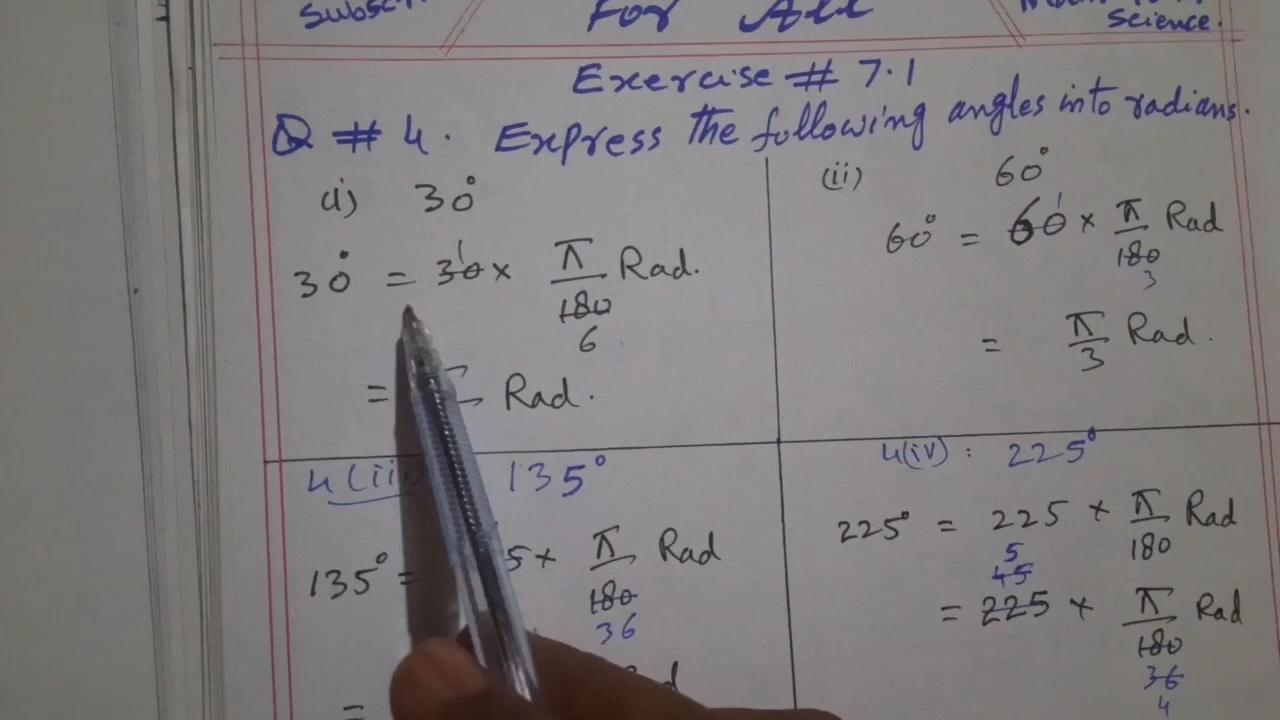 For All
Science.
Exercise # 7.1
Q # 4. Express the following angles into radians.
(i) 30°
30° = 30 × π/180 Rad.
1
6
= Rad.
(ii) 60°
60° = 60 × π/180 Rad
1
3
= π/3 Rad.
4(iii) 135°
135° = 5 × π/180 Rad
36
=
4(iv): 225°
225° = 225 × π/180 Rad
5
45
= 225 × π/180 Rad
36
4